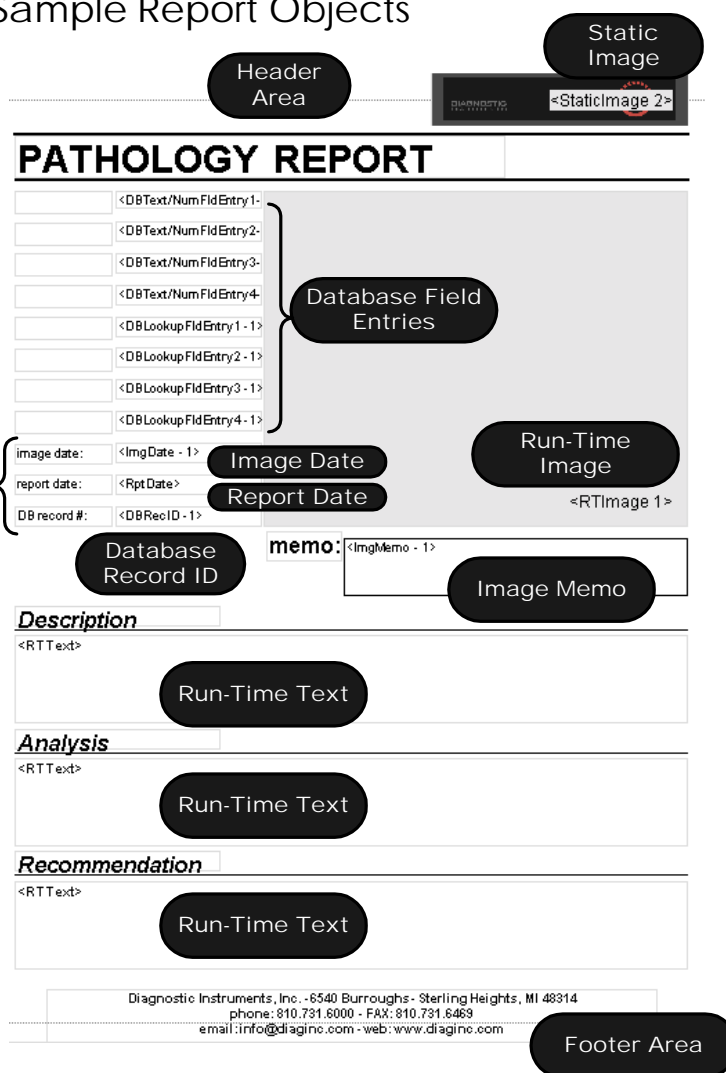 Sample Report Objects
Static
Image
Header
Area
DIAGNOSTIC
<StaticImage 2>
PATHOLOGY REPORT
<DBText/NumFldEntry1-
<DBText/NumFldEntry2-
<DBText/NumFldEntry3-
<DBText/NumFldEntry4-
Database Field
Entries
<DBLookupFldEntry1 - 1>
<DBLookupFldEntry2 - 1>
<DBLookupFldEntry3 - 1>
<DBLookupFldEntry4 - 1>
Run-Time
Image
image date: <ImgDate - 1>
Image Date
report date: <RptDate>
Report Date
<RTImage 1>
DB record #: <DBRecID - 1>
Database
Record ID
memo: <ImgMemo - 1>
Image Memo
Description
<RTText>
Run-Time Text
Analysis
<RTText>
Run-Time Text
Recommendation
<RTText>
Run-Time Text
Diagnostic Instruments, Inc. - 6540 Burroughs - Sterling Heights, MI 48314
phone: 810.731.6000 - FAX: 810.731.6469
email: info@diaginc.com - web: www.diaginc.com
Footer Area